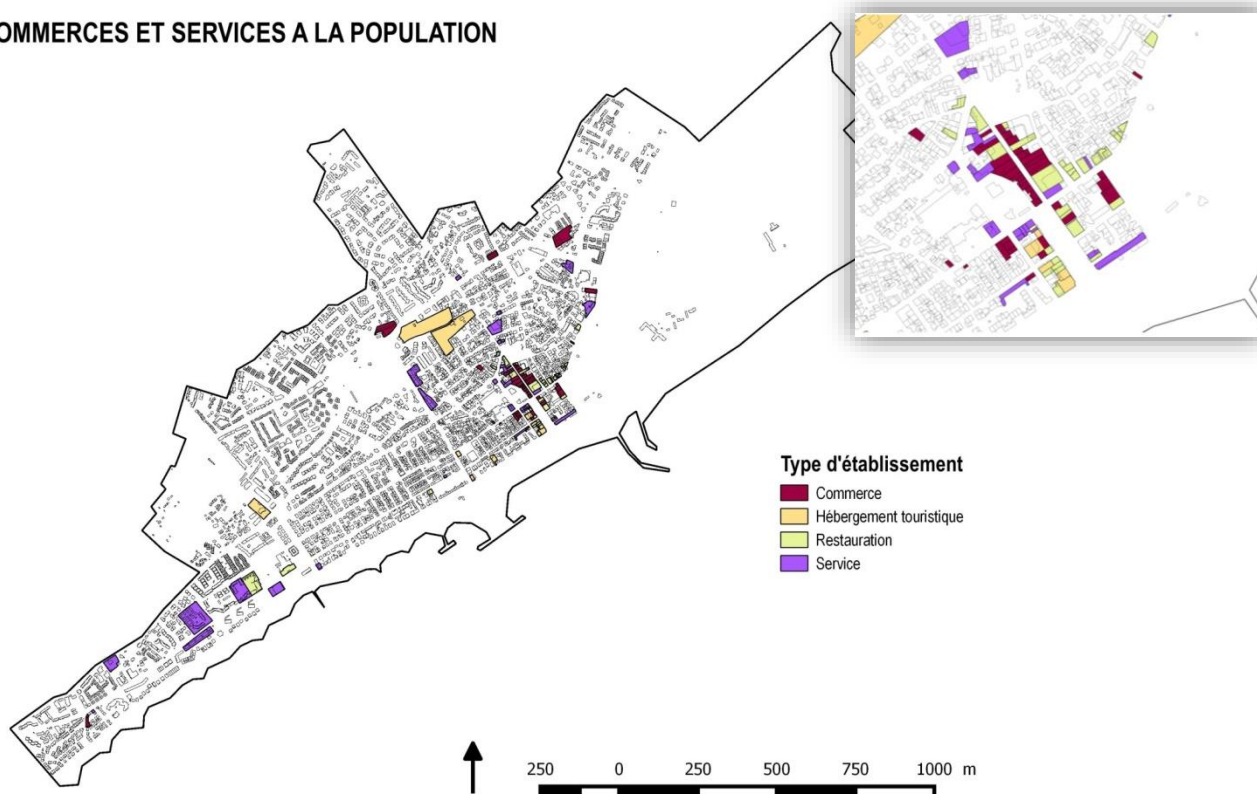 OMMERCES ET SERVICES A LA POPULATION
Type d'établissement
Commerce
Hébergement touristique
Restauration
Service
250 0 250 500 750 1000 m